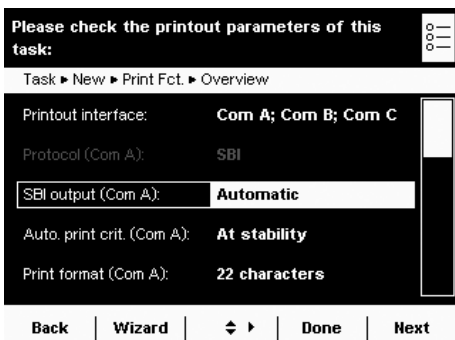 Please check the printout parameters of this
task:
Task ▸ New ▸ Print Fct. ▸ Overview
Printout interface: Com A; Com B; Com C
Protocol (Com A): SBI
SBI output (Com A): Automatic
Auto. print crit. (Com A): At stability
Print format (Com A): 22 characters
Back Wizard Done Next